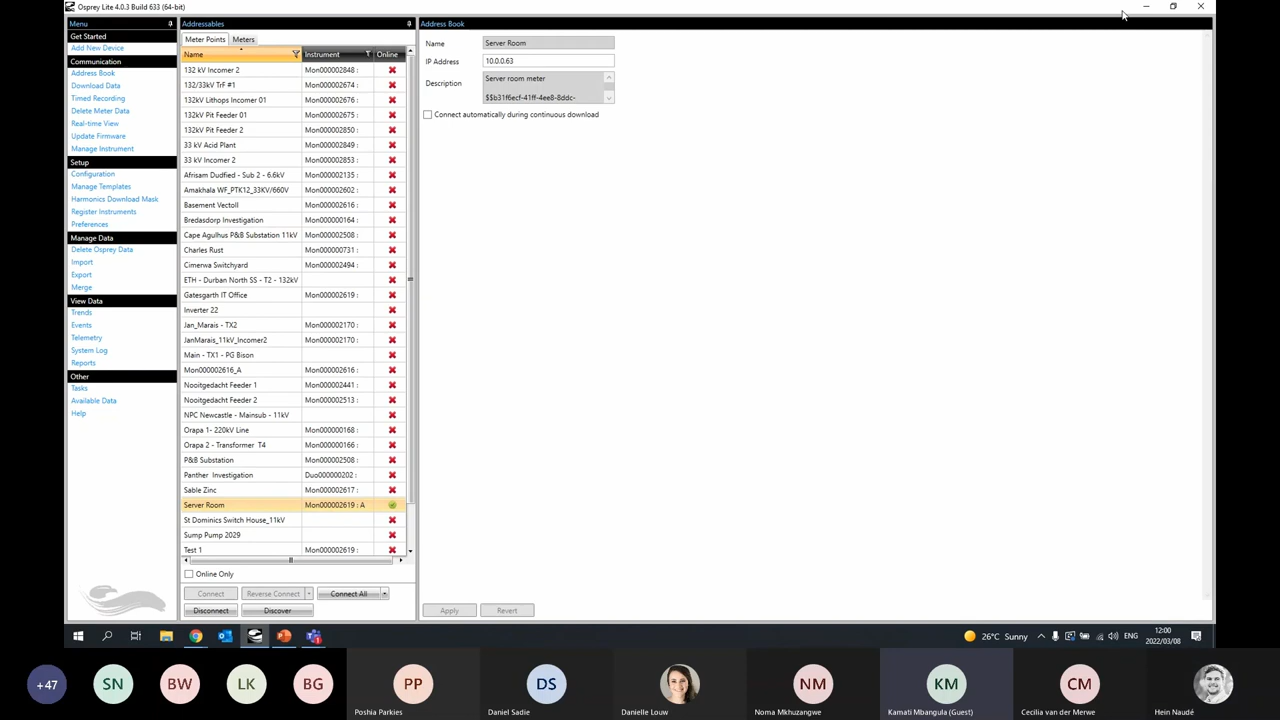 Osprey Lite 4.0.3 Build 633 (64-bit)
Menu
Get Started
Add New Device
Communication
Address Book
Download Data
Timed Recording
Delete Meter Data
Real-time View
Update Firmware
Manage Instrument
Setup
Configuration
Manage Templates
Harmonics Download Mask
Register Instruments
Preferences
Manage Data
Delete Osprey Data
Import
Export
Merge
View Data
Trends
Events
Telemetry
System Log
Reports
Other
Tasks
Available Data
Help
Addressables
Meter Points Meters
Name Instrument Online
132 kV Incomer 2 Mon000002848 :
132/33kV TrF #1 Mon000002674 :
132kV Lithops Incomer 01 Mon000002676 :
132kV Pit Feeder 01 Mon000002675 :
132kV Pit Feeder 2 Mon000002850 :
33 kV Acid Plant Mon000002849 :
33 kV Incomer 2 Mon000002853 :
Afrisam Dudfied - Sub 2 - 6.6kV Mon000002135 :
Amakhala WF_PTK12_33KV/660V Mon000002602 :
Basement Vectoll Mon000002616 :
Bredasdorp Investigation Mon000000164 :
Cape Agulhus P&B Substation 11kV Mon000002508 :
Charles Rust Mon000000731 :
Cimerwa Switchyard Mon000002494 :
ETH - Durban North SS - T2 - 132kV
Gatesgarth IT Office Mon000002619 :
Inverter 22
Jan_Marais - TX2 Mon000002170 :
JanMarais_11kV_Incomer2 Mon000002170 :
Main - TX1 - PG Bison
Mon000002616_A Mon000002616 :
Nooitgedacht Feeder 1 Mon000002441 :
Nooitgedacht Feeder 2 Mon000002513 :
NPC Newcastle - Mainsub - 11kV
Orapa 1- 220kV Line Mon000000168 :
Orapa 2 - Transformer T4 Mon000000166 :
P&B Substation Mon000002508 :
Panther Investigation Duo000000202 :
Sable Zinc Mon000002617 :
Server Room Mon000002619 : A
St Dominics Switch House_11kV
Sump Pump 2029
Test 1 Mon000002619 :
Online Only
Connect Reverse Connect Connect All
Disconnect Discover
Address Book
Name Server Room
IP Address 10.0.0.63
Description Server room meter
$$b31f6ecf-41ff-4ee8-8ddc-
Connect automatically during continuous download
Apply Revert
26°C Sunny ENG 12:00
2022/03/08
+47 SN BW LK BG PP DS NM KM CM
Poshia Parkies Daniel Sadie Danielle Louw Noma Mkhuzangwe Kamati Mbangula (Guest) Cecilia van der Merwe Hein Naudé